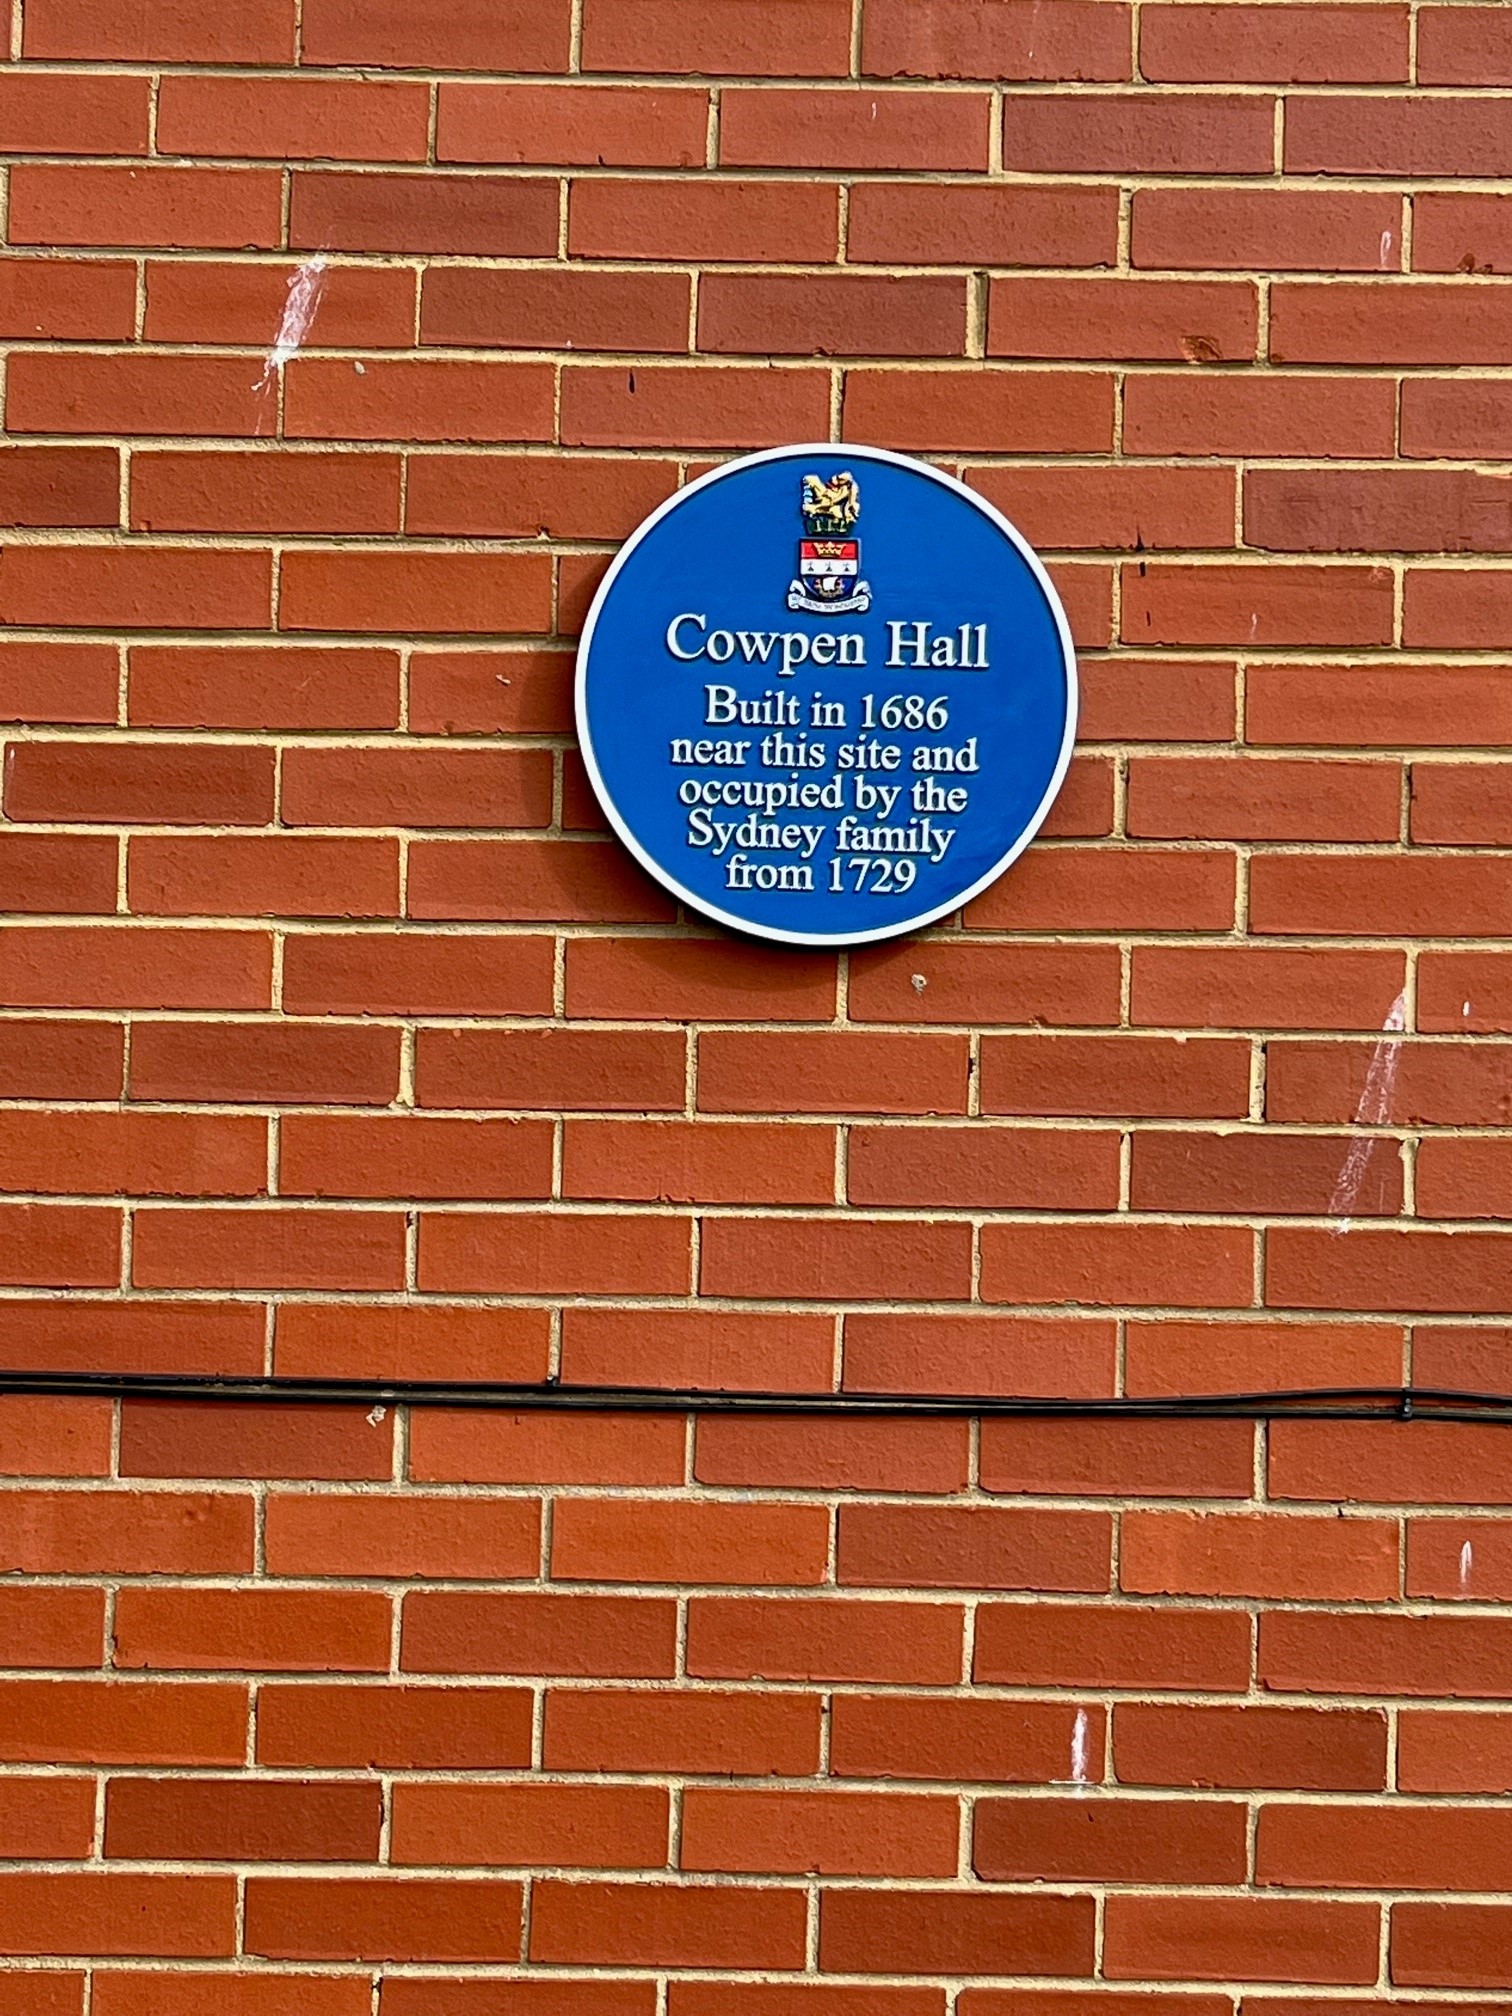 Cowpen Hall
Built in 1686
near this site and
occupied by the
Sydney family
from 1729